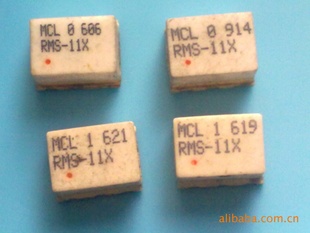 MCL 0 606
RMS-11X
MCL 0 914
RMS-11X
MCL 1 621
RMS-11X
MCL 1 619
RMS-11X
alibaba.com.cn